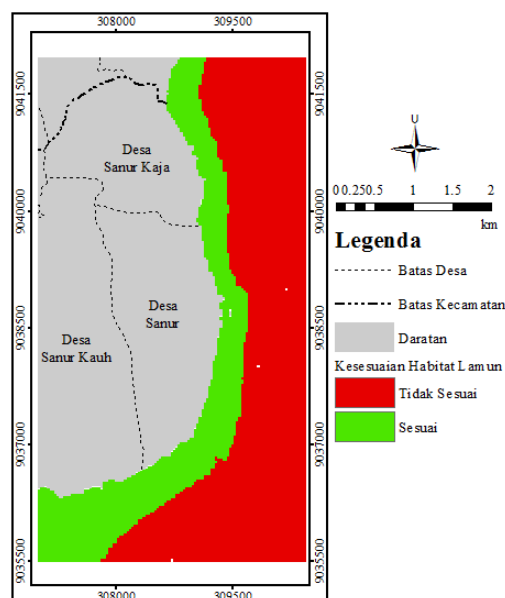 308000 309500
9041500 9041500
U
Desa
Sanur Kaja
0 0.25 0.5 1 1.5 2
km
9040000 9040000
Legenda
Batas Desa
Batas Kecamatan
Desa
Sanur
Desa
Sanur Kauh
9038500 9038500
Daratan
Kesesuaian Habitat Lamun
Tidak Sesuai
Sesuai
9037000 9037000
9035500 9035500
308000 309500